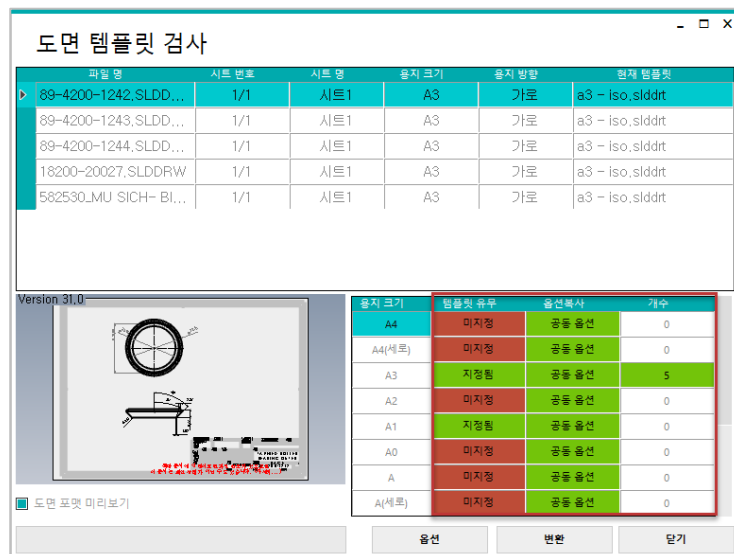 도면 템플릿 검사
파일 명 시트 번호 시트 명 용지 크기 용지 방향 현재 템플릿
89-4200-1242.SLDD... 1/1 시트1 A3 가로 a3 - iso.slddrt
89-4200-1243.SLDD... 1/1 시트1 A3 가로 a3 - iso.slddrt
89-4200-1244.SLDD... 1/1 시트1 A3 가로 a3 - iso.slddrt
18200-20027.SLDDRW 1/1 시트1 A3 가로 a3 - iso.slddrt
582530_MU SICH- BI... 1/1 시트1 A3 가로 a3 - iso.slddrt
Version 31.0
용지 크기 템플릿 유무 옵션복사 개수
A4 미지정 공동 옵션 0
A4(세로) 미지정 공동 옵션 0
A3 지정됨 공동 옵션 5
A2 미지정 공동 옵션 0
A1 지정됨 공동 옵션 0
A0 미지정 공동 옵션 0
A 미지정 공동 옵션 0
A(세로) 미지정 공동 옵션 0
도면 포맷 미리보기
옵션 변환 닫기